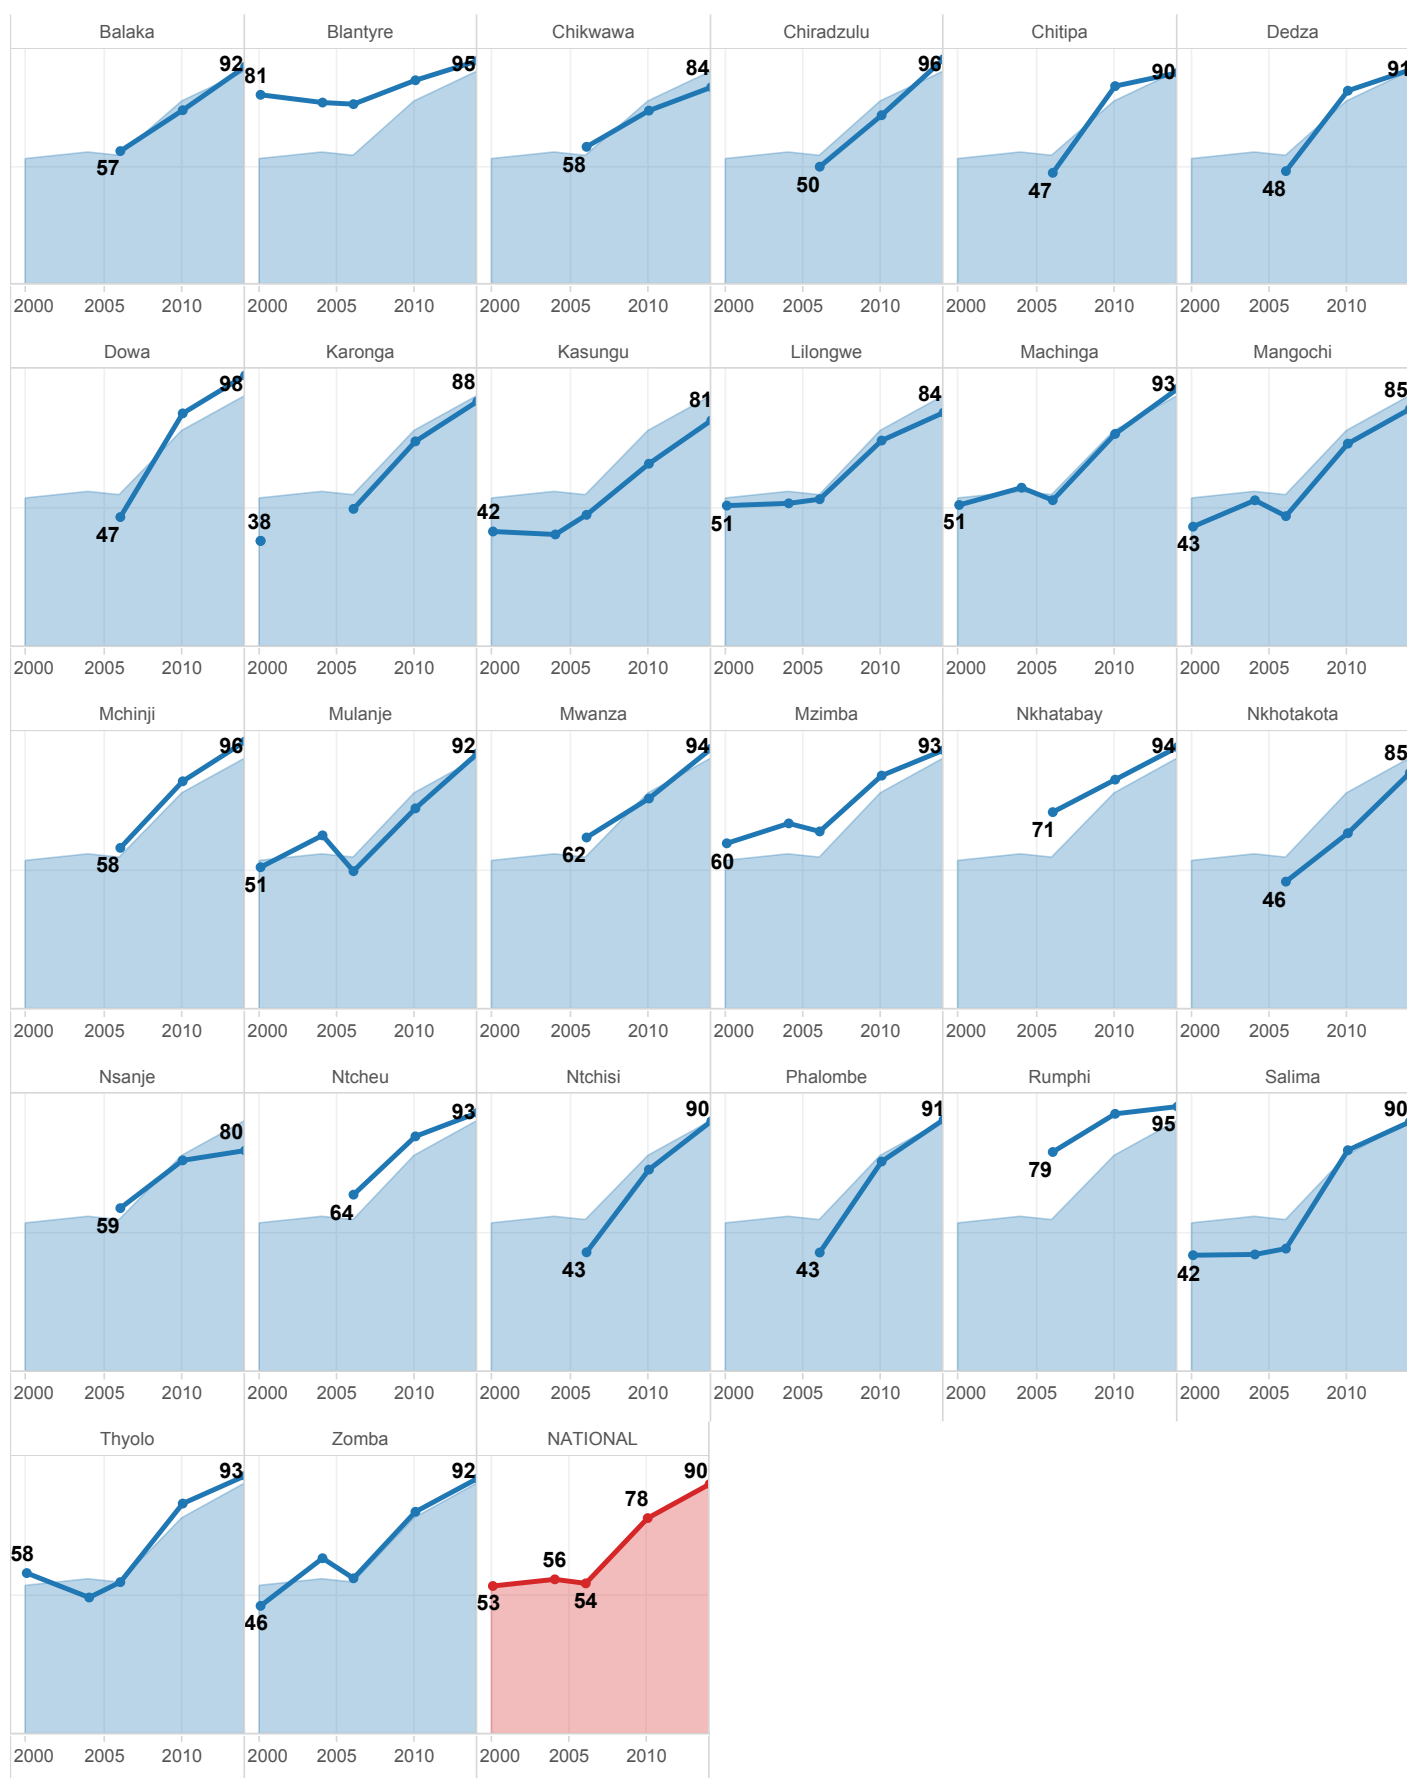 Balaka Blantyre Chikwawa Chiradzulu Chitipa Dedza
92 81 95 84 96 90 91
57 58 50 47 48
2000 2005 2010 2000 2005 2010 2000 2005 2010 2000 2005 2010 2000 2005 2010 2000 2005 2010
Dowa Karonga Kasungu Lilongwe Machinga Mangochi
98 88 81 84 93 85
47 38 42 51 51 43
2000 2005 2010 2000 2005 2010 2000 2005 2010 2000 2005 2010 2000 2005 2010 2000 2005 2010
Mchinji Mulanje Mwanza Mzimba Nkhatabay Nkhotakota
96 92 94 93 94 85
58 51 62 60 71 46
2000 2005 2010 2000 2005 2010 2000 2005 2010 2000 2005 2010 2000 2005 2010 2000 2005 2010
Nsanje Ntcheu Ntchisi Phalombe Rumphi Salima
80 93 90 91 95 90
59 64 43 43 79 42
2000 2005 2010 2000 2005 2010 2000 2005 2010 2000 2005 2010 2000 2005 2010 2000 2005 2010
Thyolo Zomba NATIONAL
93 92 90
78
58 56
46 53 54
2000 2005 2010 2000 2005 2010 2000 2005 2010